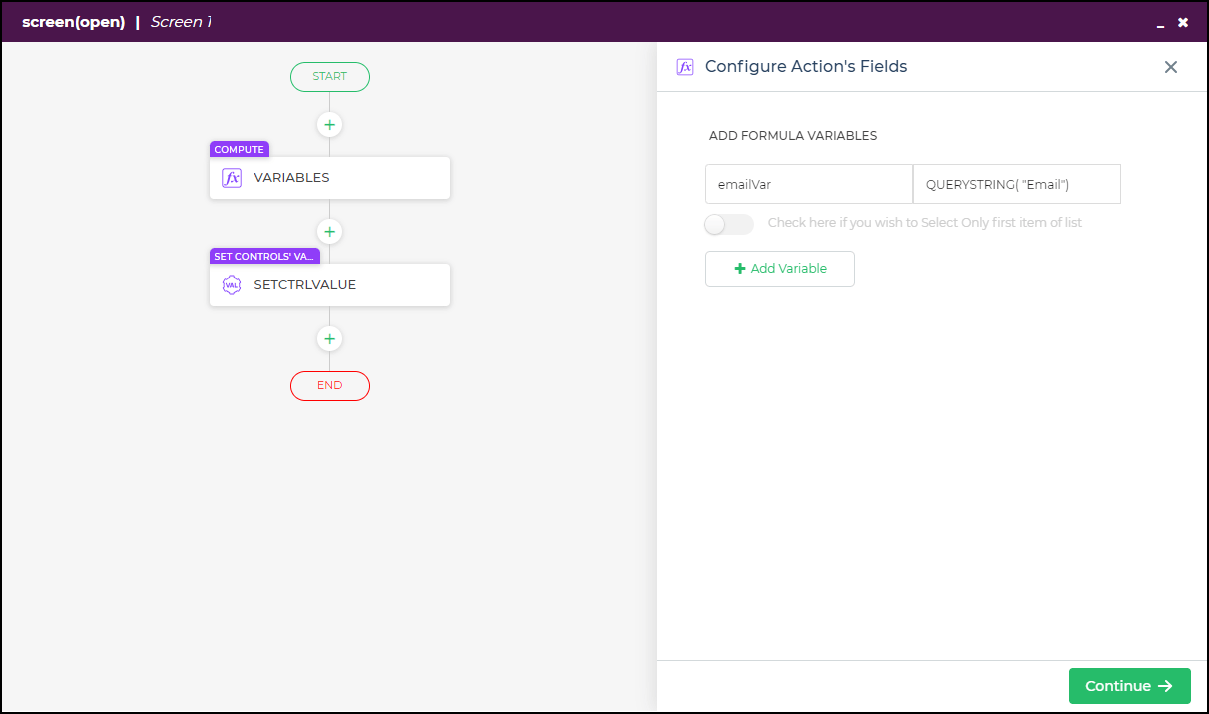 screen(open) | Screen 1
START
COMPUTE
VARIABLES
SET CONTROLS' VA...
VAL
SETCTRLVALUE
END
fx Configure Action's Fields
ADD FORMULA VARIABLES
emailVar
QUERYSTRING( "Email")
Check here if you wish to Select Only first item of list
+ Add Variable
Continue →